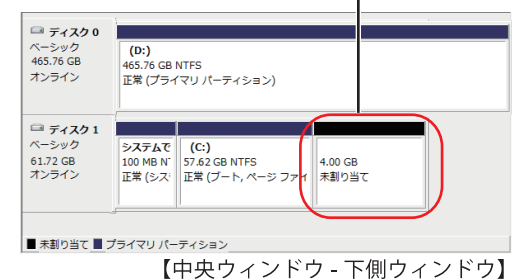 ディスク 0
ベーシック
465.76 GB
オンライン
(D:)
465.76 GB NTFS
正常 (プライマリ パーティション)
ディスク 1
ベーシック
61.72 GB
オンライン
システムで
100 MB N
正常 (シス
(C:)
57.62 GB NTFS
正常 (ブート, ページ ファイ
4.00 GB
未割り当て
未割り当て プライマリ パーティション
【中央ウィンドウ - 下側ウィンドウ】